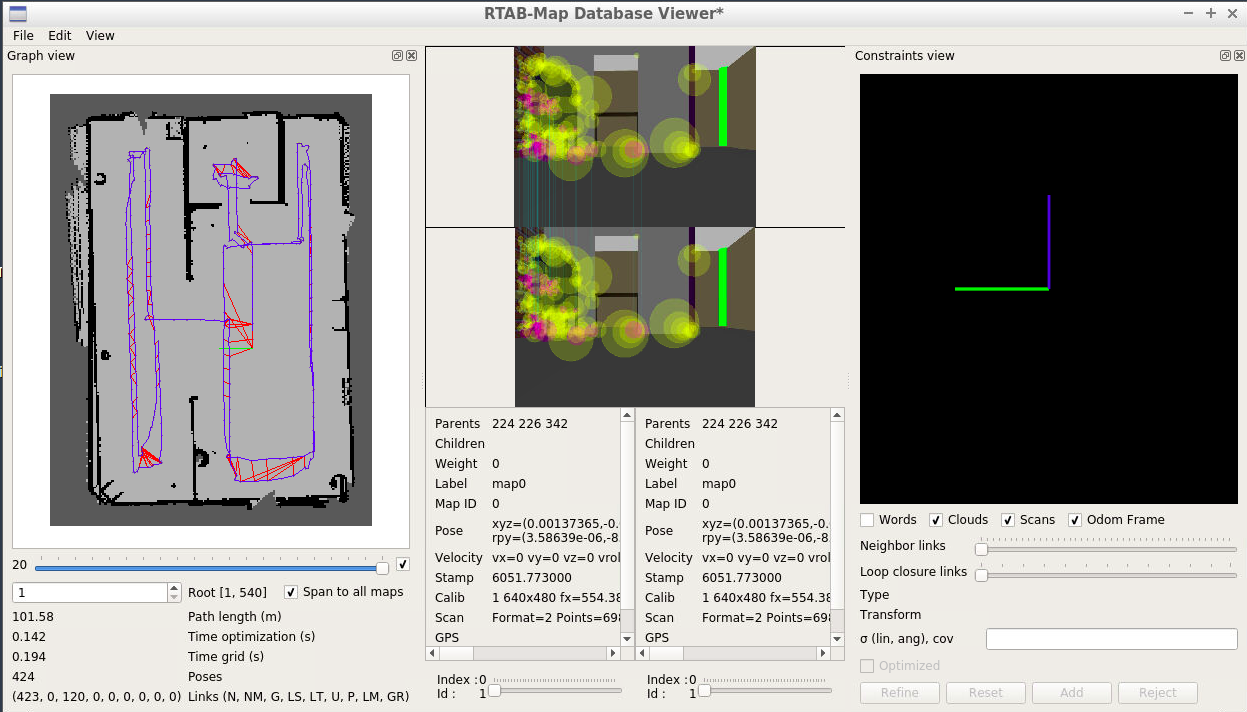 RTAB-Map Database Viewer*
File Edit View
Graph view
Constraints view
20
1
Root [1, 540]
Span to all maps
101.58 Path length (m)
0.142 Time optimization (s)
0.194 Time grid (s)
424 Poses
(423, 0, 120, 0, 0, 0, 0, 0, 0) Links (N, NM, G, LS, LT, U, P, LM, GR)
Parents 224 226 342
Children
Weight 0
Label map0
Map ID 0
Pose xyz=(0.00137365,-0.
rpy=(3.58639e-06,-8
Velocity vx=0 vy=0 vz=0 vrol
Stamp 6051.773000
Calib 1 640x480 fx=554.38
Scan Format=2 Points=698
GPS
Index :0
Id : 1
Parents 224 226 342
Children
Weight 0
Label map0
Map ID 0
Pose xyz=(0.00137365,-0.
rpy=(3.58639e-06,-8
Velocity vx=0 vy=0 vz=0 vrol
Stamp 6051.773000
Calib 1 640x480 fx=554.38
Scan Format=2 Points=698
GPS
Index :0
Id : 1
Words Clouds Scans Odom Frame
Neighbor links
Loop closure links
Type
Transform
σ (lin, ang), cov
Optimized
Refine Reset Add Reject